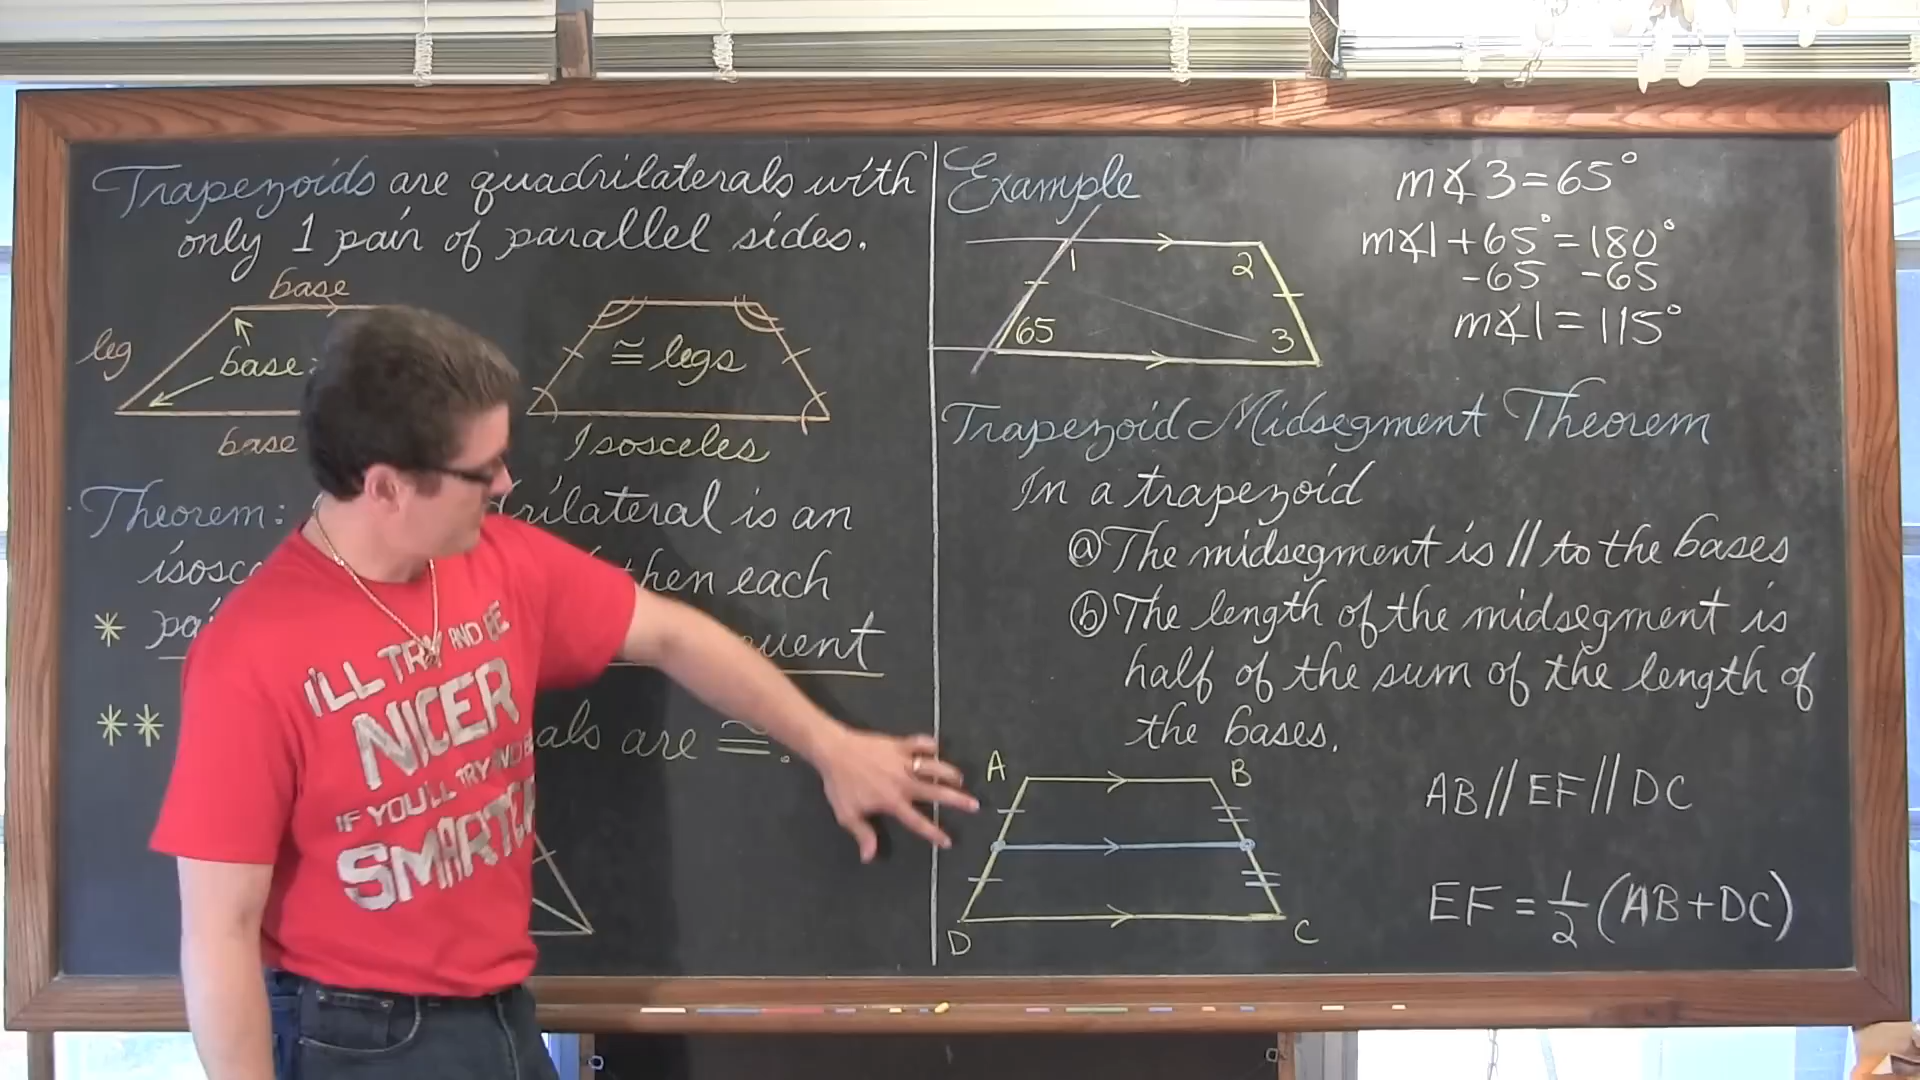 Trapezoids are quadrilaterals with
only 1 pair of parallel sides.
base
leg
base
base
≅ legs
Isosceles
Theorem:
is an
then each
*
**
are ≅.
I'LL TRY AND BE
NICER
IF YOU'LL TRY AND BE
SMARTER
Example
1
2
65
3
m∡3=65°
m∡1+65°=180°
-65 -65
m∡1=115°
Trapezoid Midsegment Theorem
In a trapezoid
ⓐ The midsegment is // to the bases
ⓑ The length of the midsegment is
half of the sum of the length of
the bases.
A
B
D
C
AB//EF//DC
EF=1/2(AB+DC)